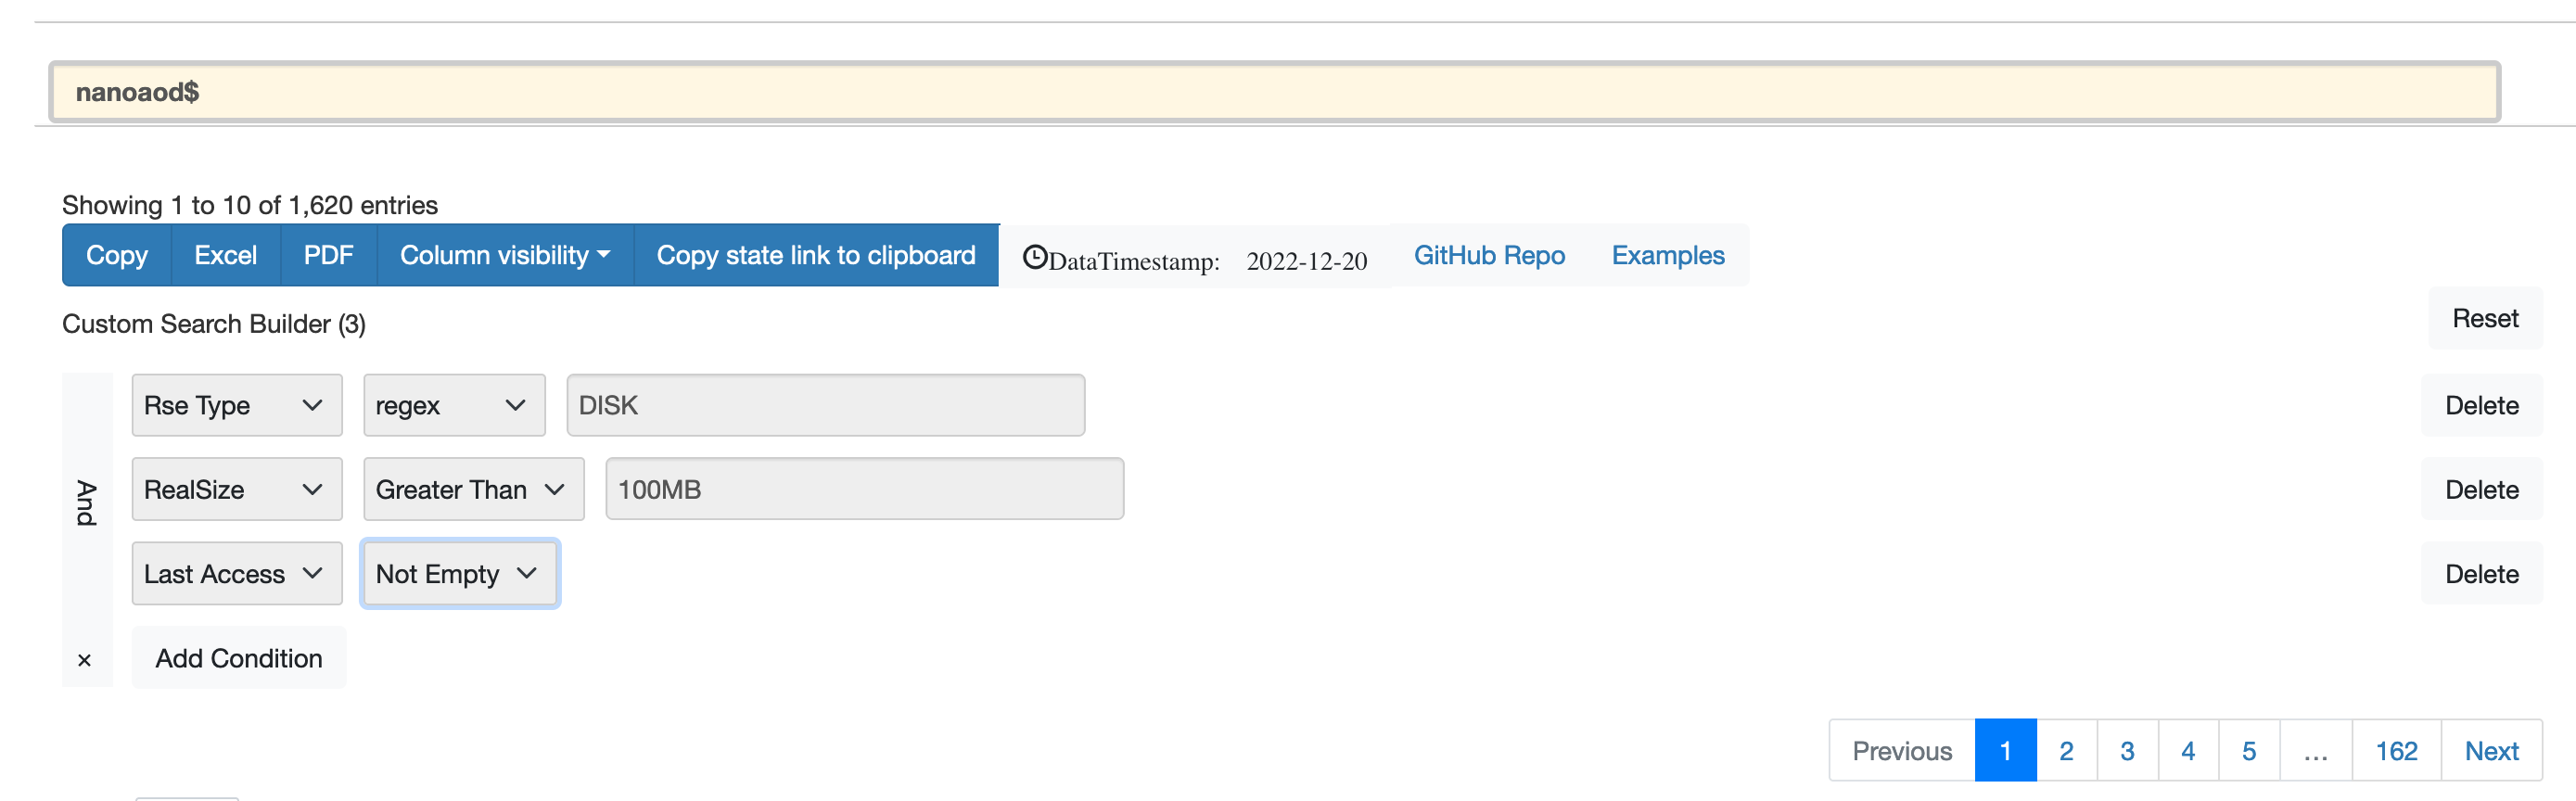 nanoaod$
Showing 1 to 10 of 1,620 entries
Copy Excel PDF Column visibility Copy state link to clipboard DataTimestamp: 2022-12-20 GitHub Repo Examples
Custom Search Builder (3) Reset
And
Rse Type regex DISK Delete
RealSize Greater Than 100MB Delete
Last Access Not Empty Delete
× Add Condition
Previous 1 2 3 4 5 … 162 Next